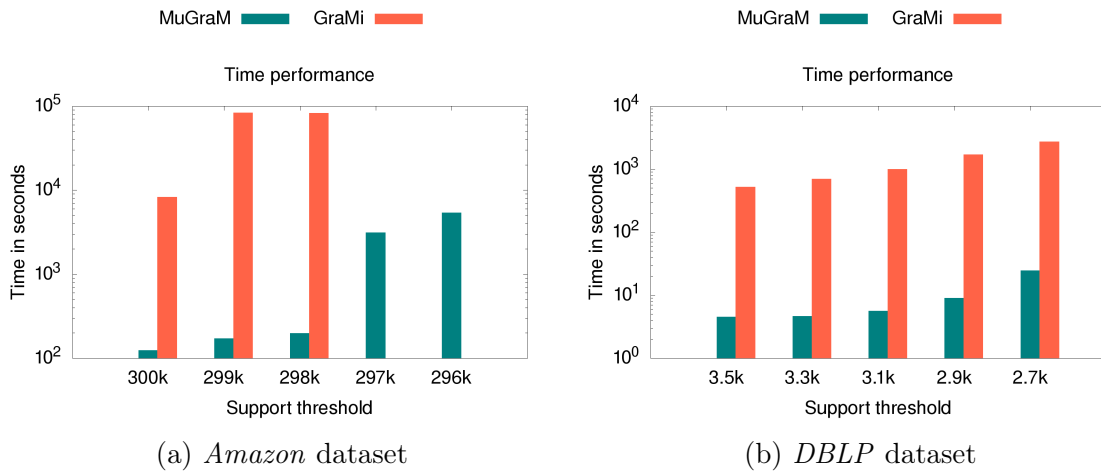 MuGraM GraMi
Time performance
10^5
10^4
10^3
10^2
Time in seconds
300k 299k 298k 297k 296k
Support threshold
(a) Amazon dataset
MuGraM GraMi
Time performance
10^4
10^3
10^2
10^1
10^0
Time in seconds
3.5k 3.3k 3.1k 2.9k 2.7k
Support threshold
(b) DBLP dataset